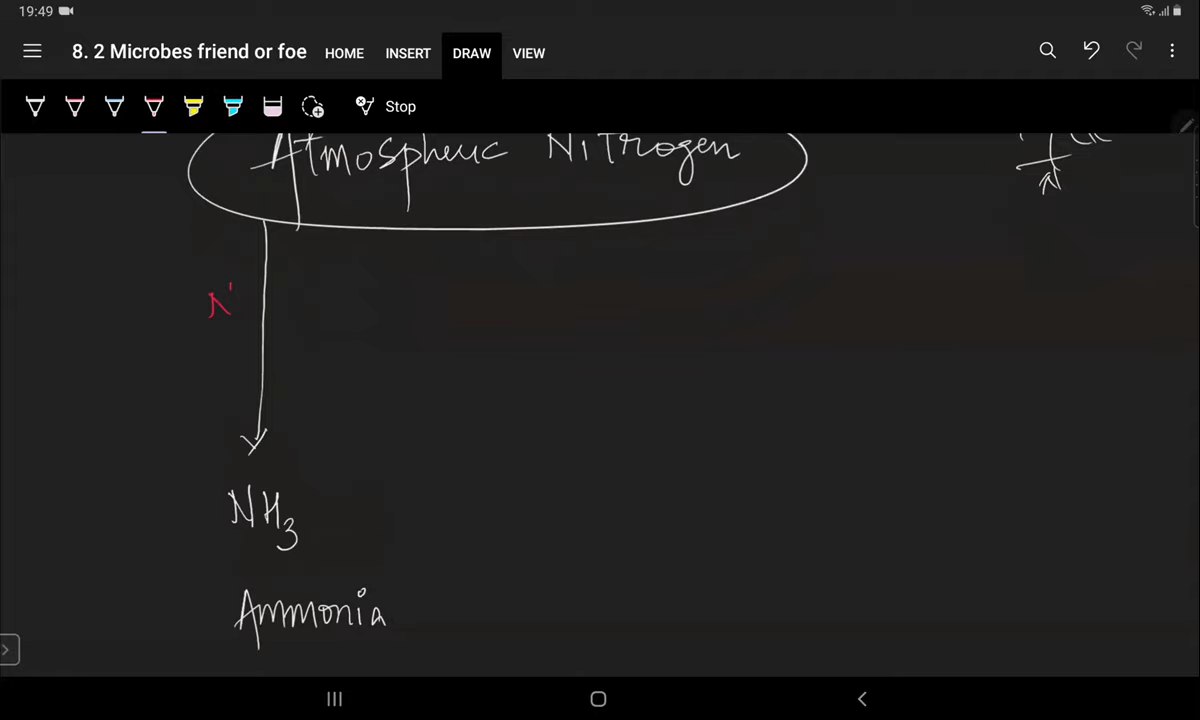 19:49
8. 2 Microbes friend or foe HOME INSERT DRAW VIEW
Stop
Atmospheric Nitrogen
N
NH3
Ammonia